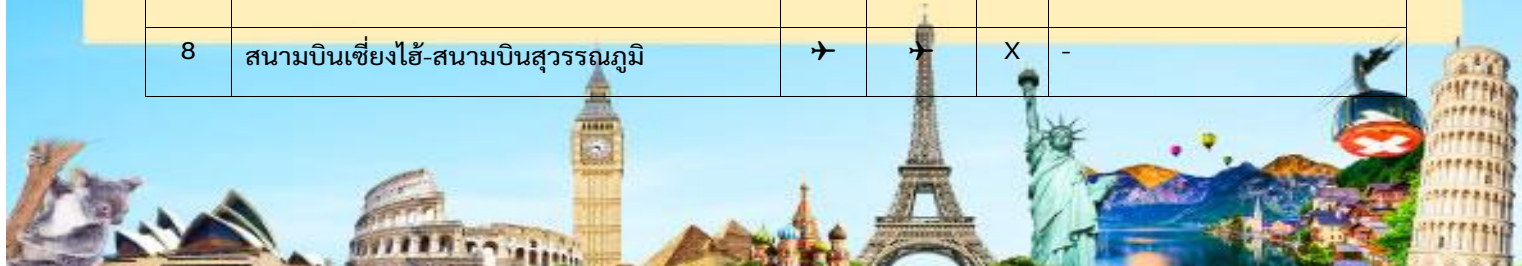 8 สนามบินเซี่ยงไฮ้-สนามบินสุวรรณภูมิ ✈ ✈ X -